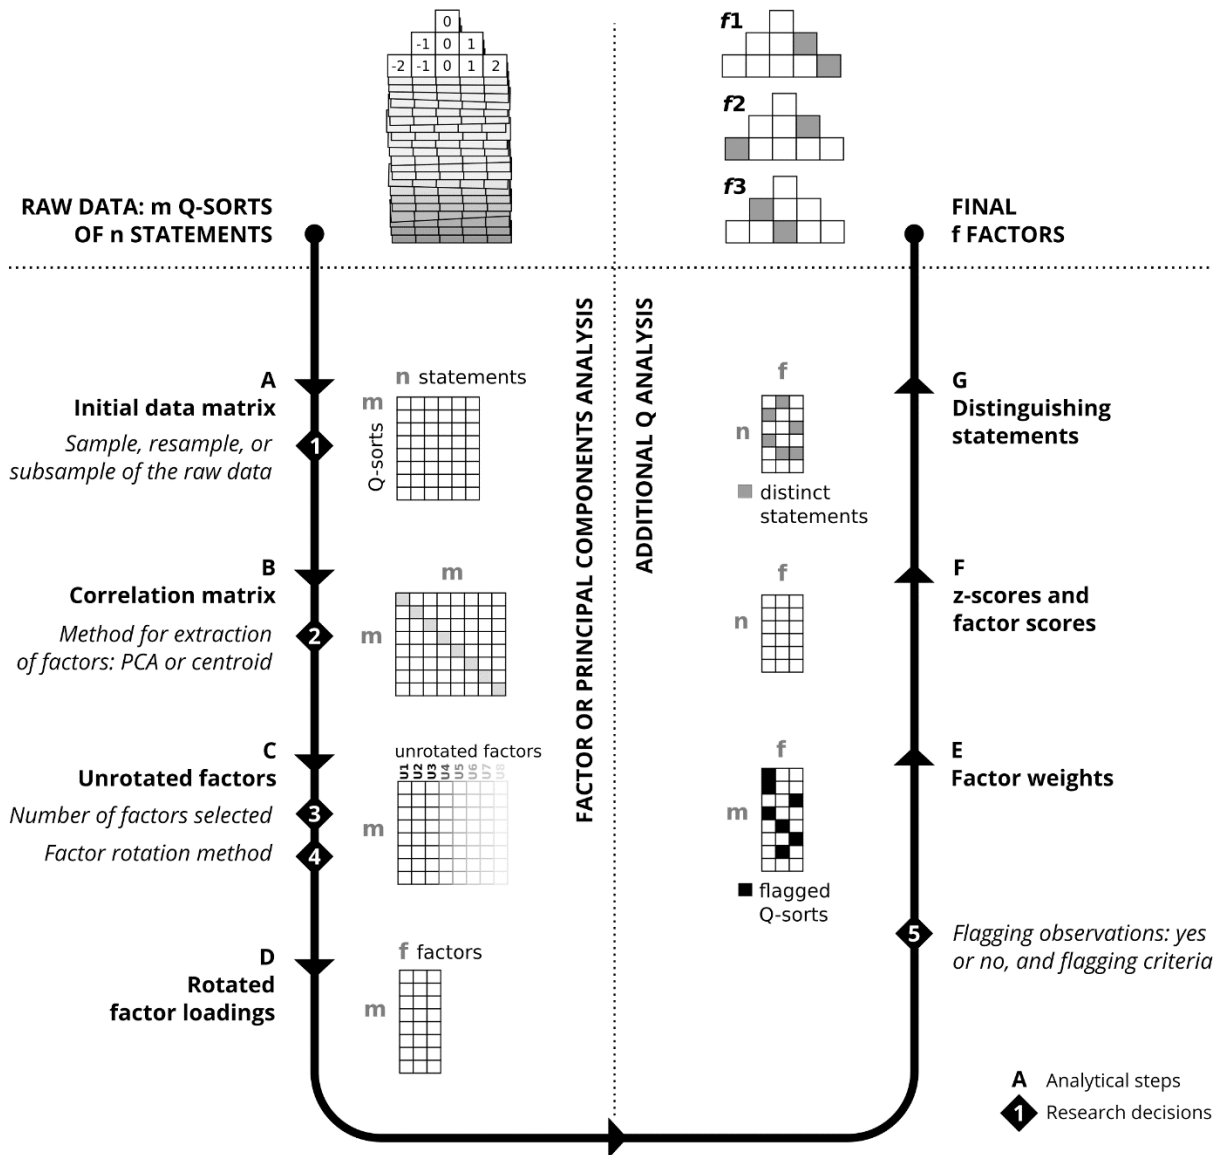 0
-1 0 1
-2 -1 0 1 2
f1
f2
f3
RAW DATA: m Q-SORTS
OF n STATEMENTS
FINAL
f FACTORS
FACTOR OR PRINCIPAL COMPONENTS ANALYSIS
ADDITIONAL Q ANALYSIS
A
Initial data matrix
1
Sample, resample, or
subsample of the raw data
n statements
m
Q-sorts
B
Correlation matrix
2
Method for extraction
of factors: PCA or centroid
m
m
C
Unrotated factors
3
Number of factors selected
4
Factor rotation method
unrotated factors
U1 U2 U3 U4 U5 U6 U7 U8
m
D
Rotated
factor loadings
f factors
m
5
Flagging observations: yes
or no, and flagging criteria
E
Factor weights
f
m
flagged
Q-sorts
F
z-scores and
factor scores
f
n
G
Distinguishing
statements
f
n
distinct
statements
A Analytical steps
1 Research decisions